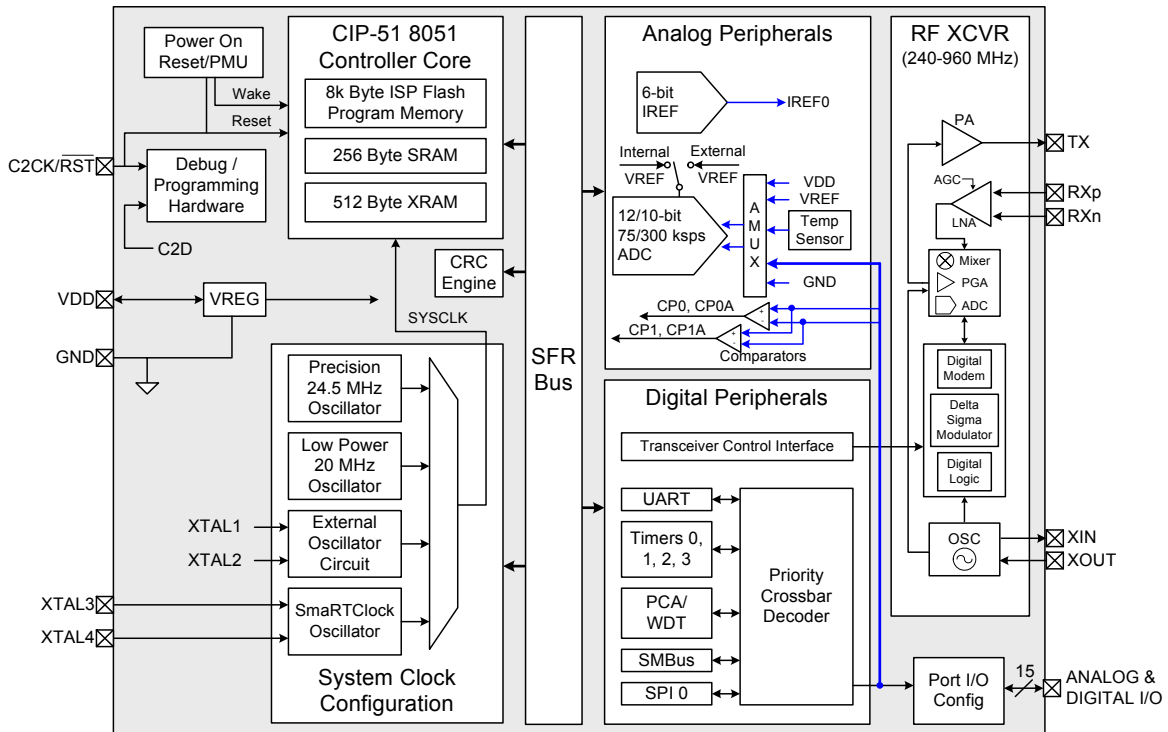 Power On
Reset/PMU
Wake
Reset
C2CK/RST
Debug /
Programming
Hardware
C2D
VDD
VREG
GND
CIP-51 8051
Controller Core
8k Byte ISP Flash
Program Memory
256 Byte SRAM
512 Byte XRAM
CRC
Engine
SYSCLK
Precision
24.5 MHz
Oscillator
Low Power
20 MHz
Oscillator
XTAL1
XTAL2
External
Oscillator
Circuit
XTAL3
XTAL4
SmaRTClock
Oscillator
System Clock
Configuration
SFR
Bus
Analog Peripherals
6-bit
IREF
IREF0
Internal
VREF
External
VREF
12/10-bit
75/300 ksps
ADC
A
M
U
X
VDD
VREF
Temp
Sensor
GND
CP0, CP0A
+
-
CP1, CP1A
+
-
Comparators
Digital Peripherals
Transceiver Control Interface
UART
Timers 0,
1, 2, 3
PCA/
WDT
SMBus
SPI 0
Priority
Crossbar
Decoder
RF XCVR
(240-960 MHz)
PA
TX
AGC
LNA
RXp
RXn
Mixer
PGA
ADC
Digital
Modem
Delta
Sigma
Modulator
Digital
Logic
OSC
XIN
XOUT
Port I/O
Config
15
ANALOG &
DIGITAL I/O